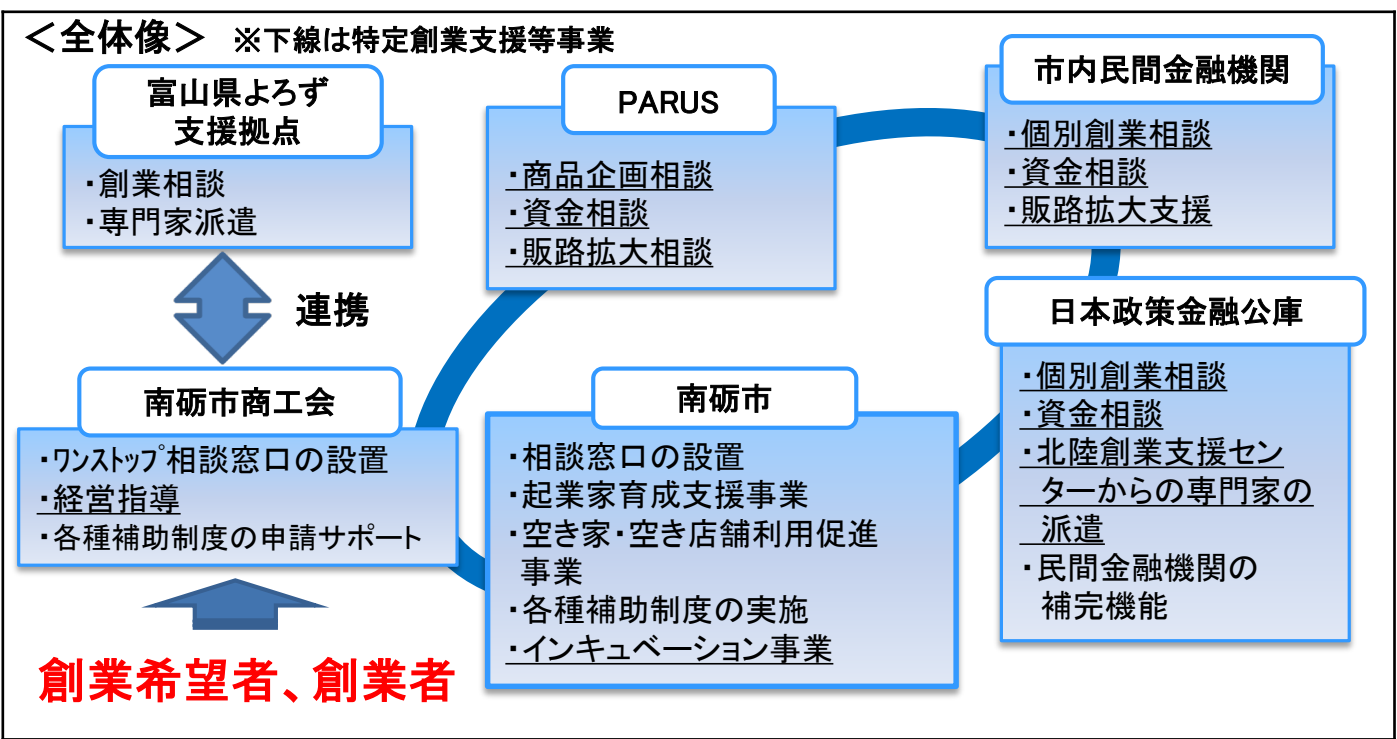 <全体像> ※下線は特定創業支援等事業
富山県よろず
支援拠点
・創業相談
・専門家派遣
連携
南砺市商工会
・ﾜﾝｽﾄｯﾌﾟ相談窓口の設置
・経営指導
・各種補助制度の申請サポート
創業希望者、創業者
PARUS
・商品企画相談
・資金相談
・販路拡大相談
南砺市
・相談窓口の設置
・起業家育成支援事業
・空き家・空き店舗利用促進
事業
・各種補助制度の実施
・インキュベーション事業
市内民間金融機関
・個別創業相談
・資金相談
・販路拡大支援
日本政策金融公庫
・個別創業相談
・資金相談
・北陸創業支援セン
ターからの専門家の
派遣
・民間金融機関の
補完機能